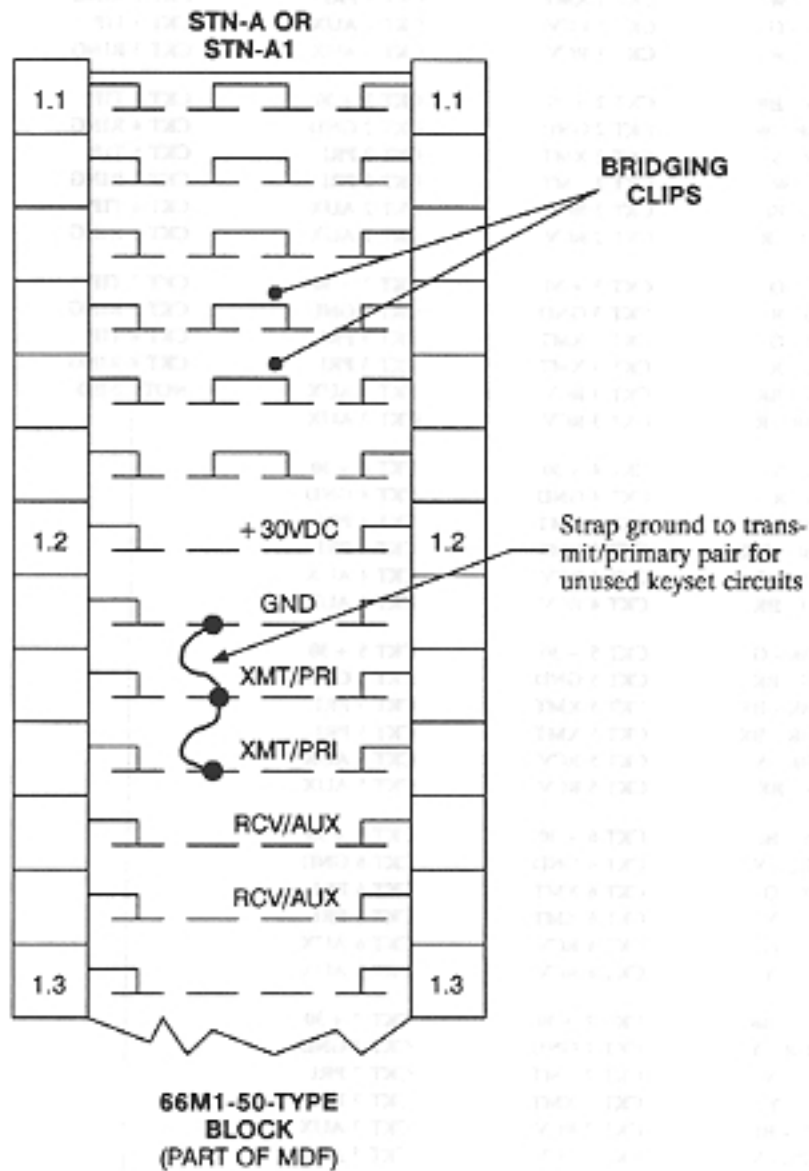 STN-A OR
STN-A1
1.1
1.1
BRIDGING
CLIPS
1.2
+30VDC
1.2
Strap ground to trans-
mit/primary pair for
unused keyset circuits
GND
XMT/PRI
XMT/PRI
RCV/AUX
RCV/AUX
1.3
1.3
66M1-50-TYPE
BLOCK
(PART OF MDF)